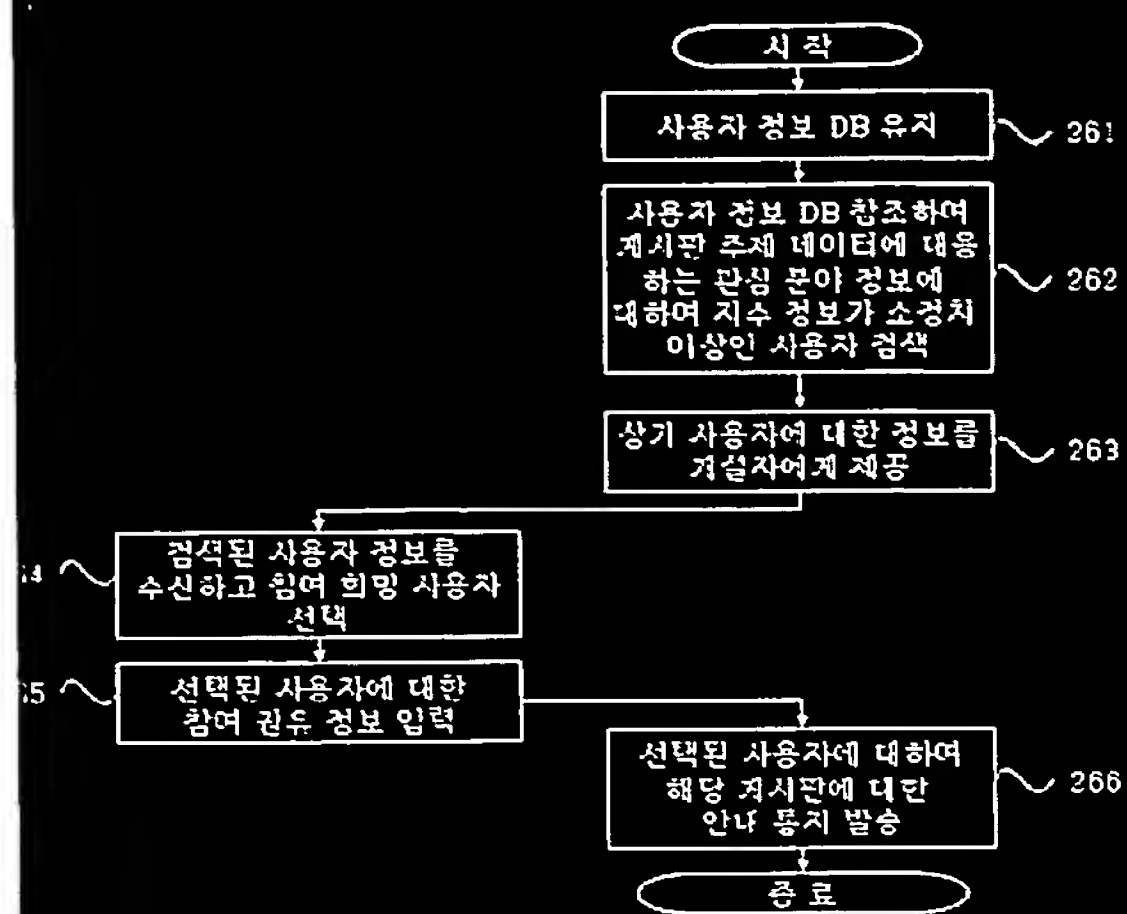 시 작
사용자 정보 DB 유지
261
사용자 정보 DB 참조하여
게시판 주제 데이터에 대응
하는 관심 분야 정보에
대하여 지수 정보가 소정치
이상인 사용자 검색
262
상기 사용자에 대한 정보를
개설자에게 제공
263
검색된 사용자 정보를
수신하고 참여 희망 사용자
선택
64
선택된 사용자에 대한
참여 권유 정보 입력
65
선택된 사용자에 대하여
해당 게시판에 대한
안내 통지 발송
266
종 료